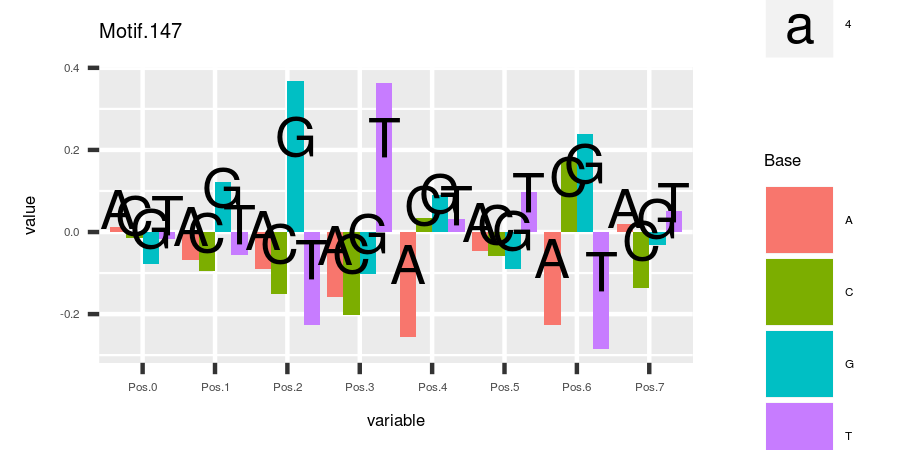 Motif.147
a 4
0.4
0.2
0.0
-0.2
value
A C G T A C G T A C G T A C G T A C G T A C G T A C G T A C G T
Pos.0 Pos.1 Pos.2 Pos.3 Pos.4 Pos.5 Pos.6 Pos.7
variable
Base
A
C
G
T